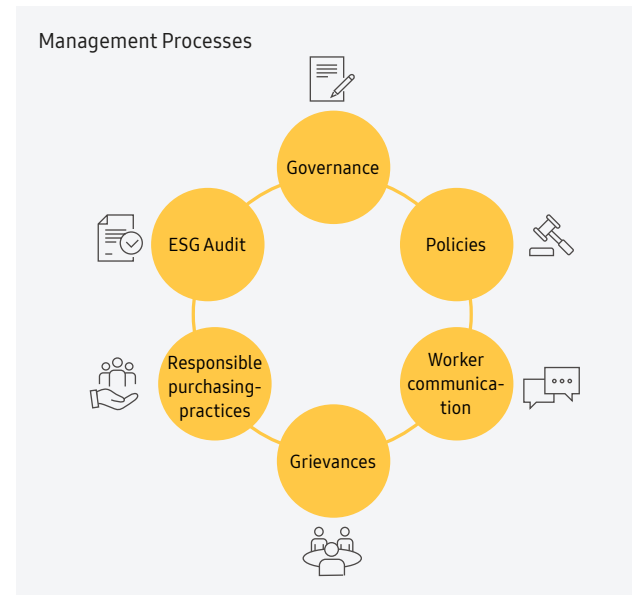 Management Processes
Governance
ESG Audit
Policies
Responsible
purchasing-
practices
Worker
communica-
tion
Grievances